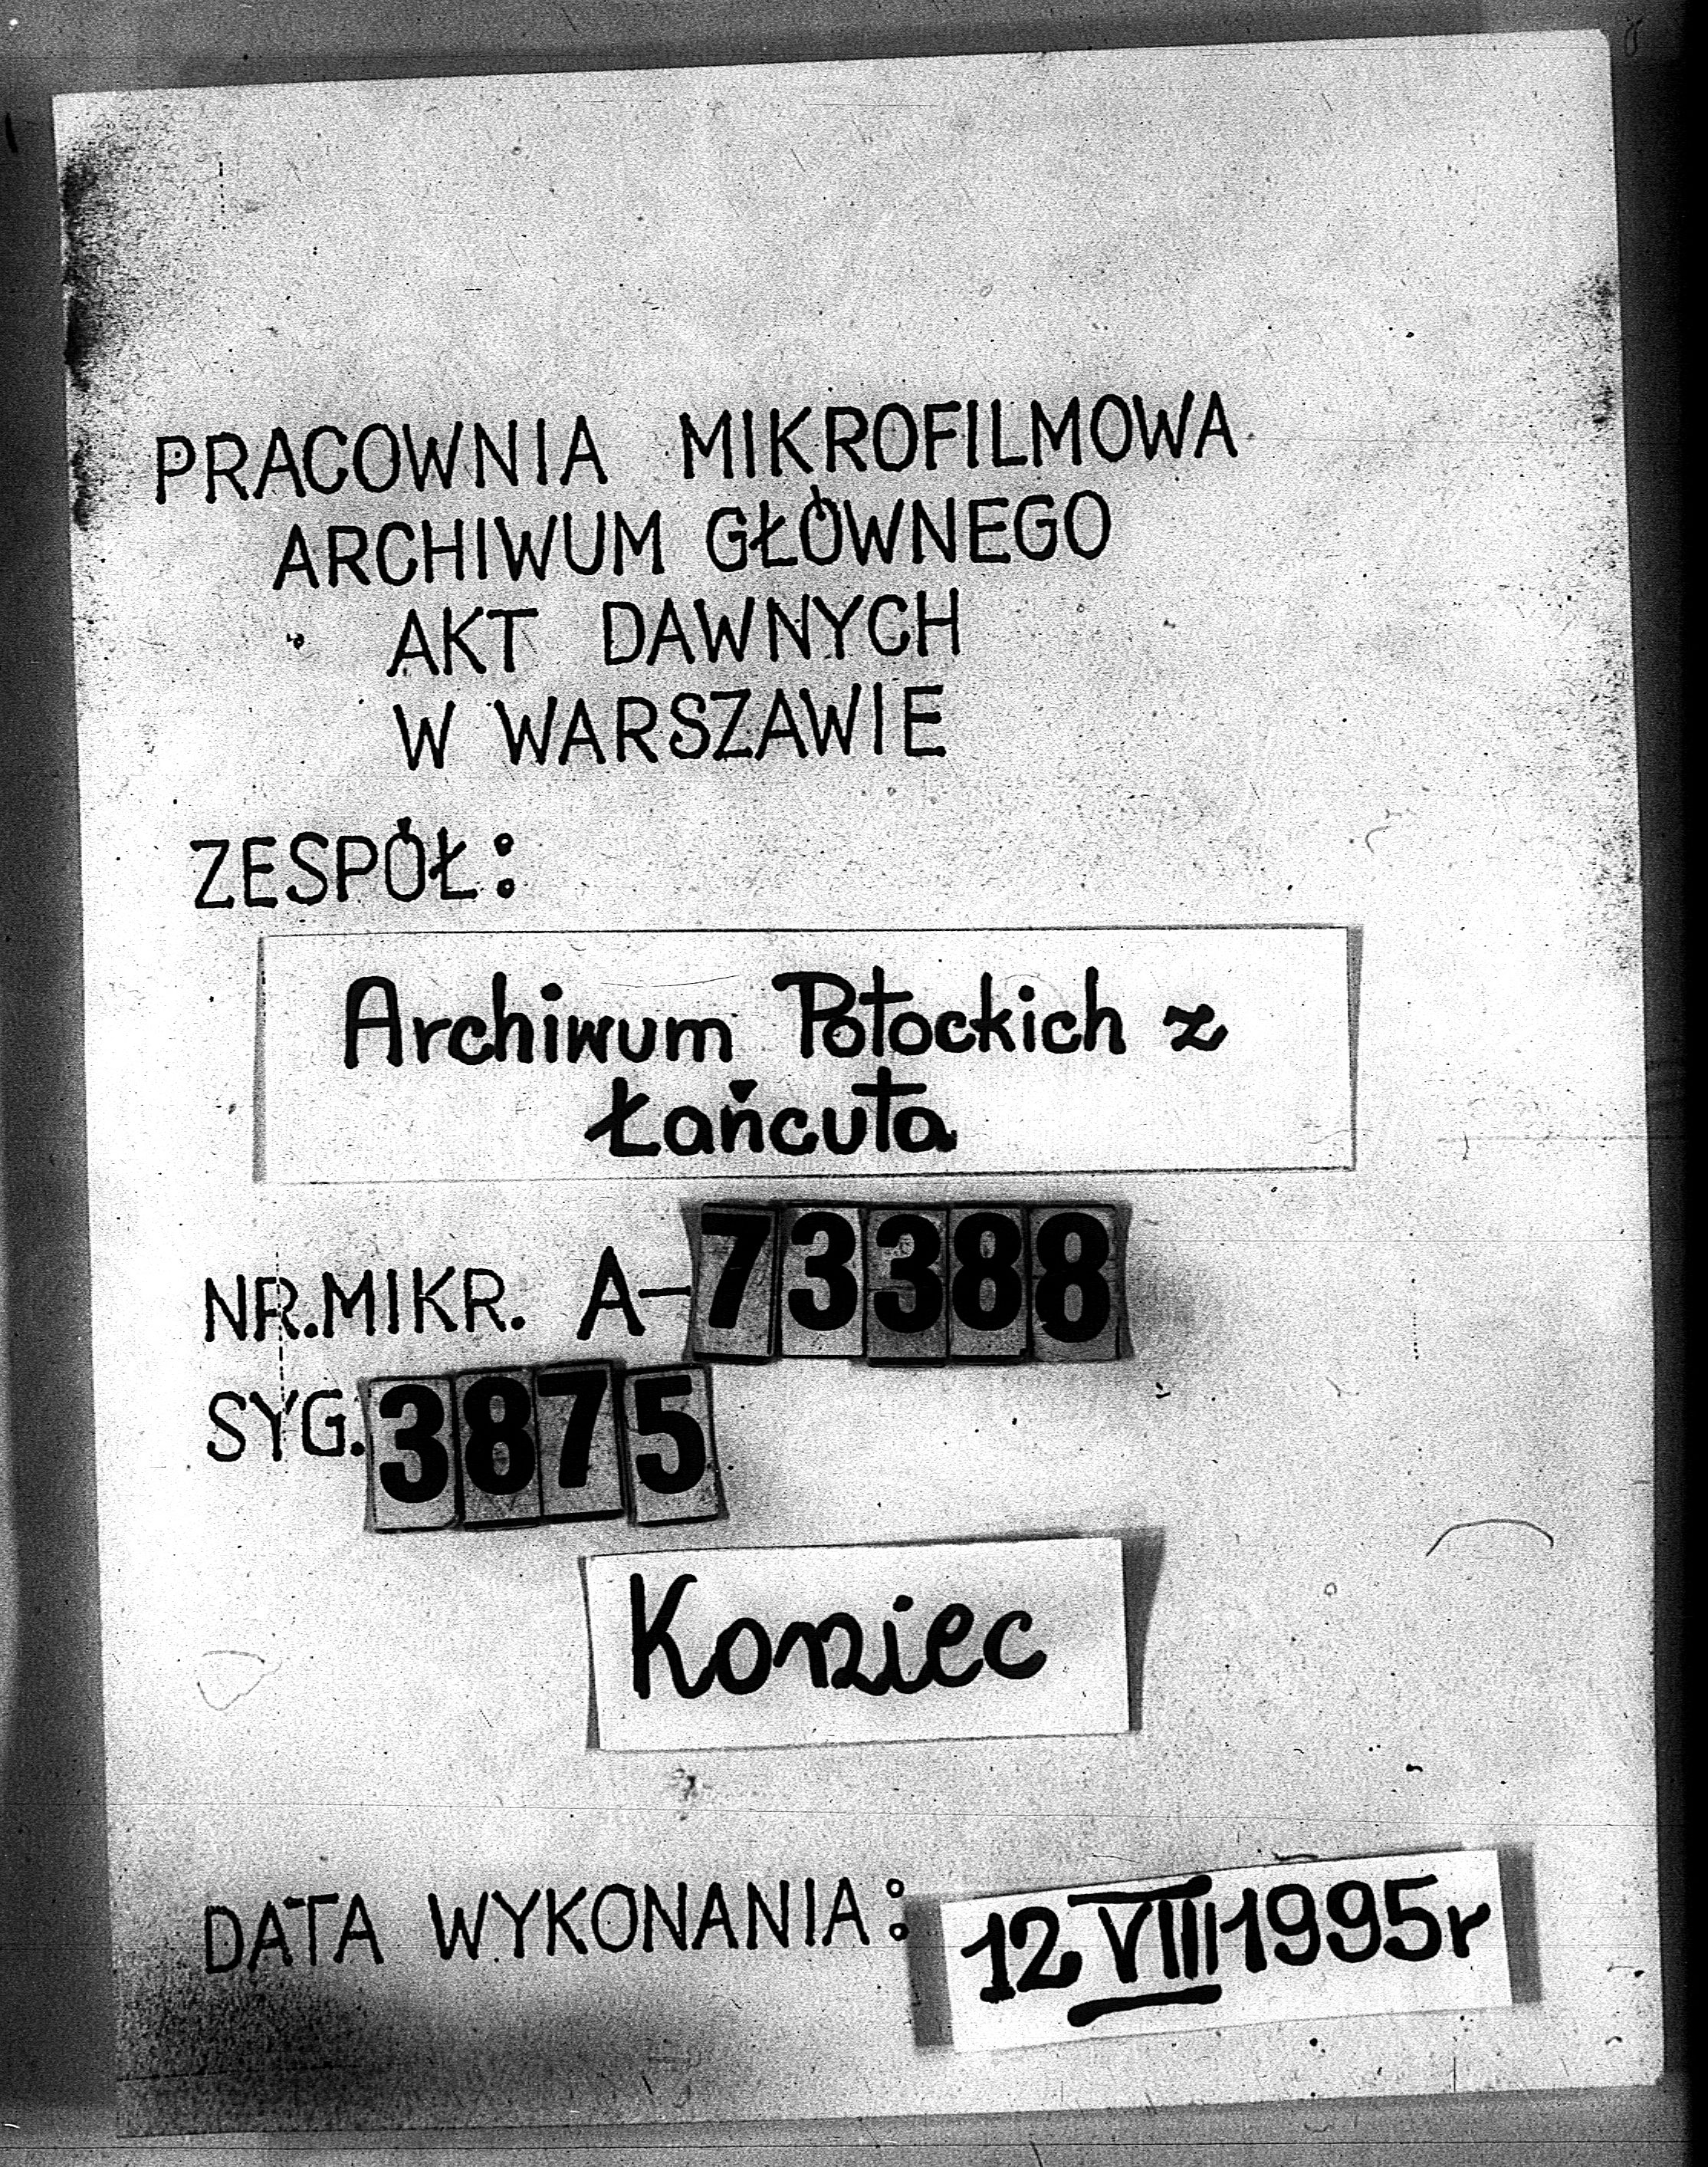 PRACOWNIA MIKROFILMOWA
ARCHIWUM GŁÓWNEGO
AKT DAWNYCH
W WARSZAWIE
ZESPÓŁ:
Archiwum Potockich z
Łańcuta
NR.MIKR. A-73388
SYG. 3875
Koniec
DATA WYKONANIA: 12 VIII 1995r